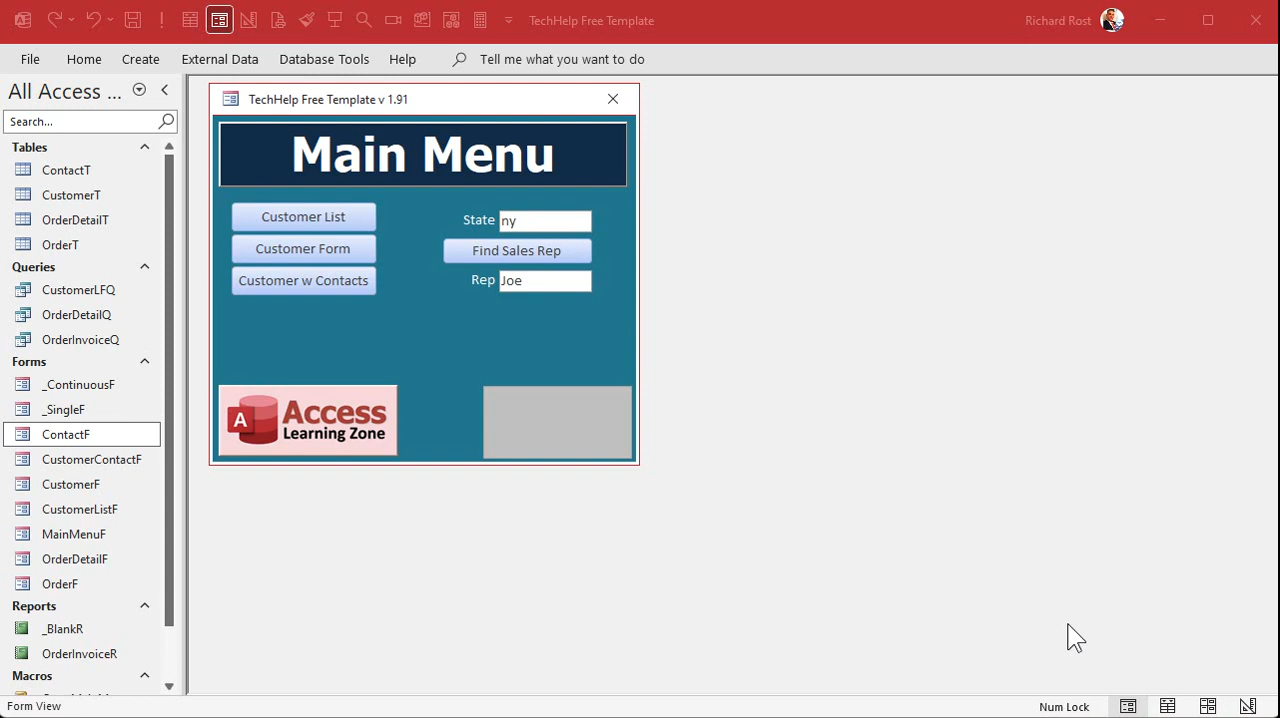 TechHelp Free Template
Richard Rost
File Home Create External Data Database Tools Help Tell me what you want to do
All Access ...
Search...
Tables
ContactT
CustomerT
OrderDetailT
OrderT
Queries
CustomerLFQ
OrderDetailQ
OrderInvoiceQ
Forms
_ContinuousF
_SingleF
ContactF
CustomerContactF
CustomerF
CustomerListF
MainMenuF
OrderDetailF
OrderF
Reports
_BlankR
OrderInvoiceR
Macros
TechHelp Free Template v 1.91
Main Menu
Customer List
Customer Form
Customer w Contacts
State ny
Find Sales Rep
Rep Joe
A Access
Learning Zone
Form View
Num Lock